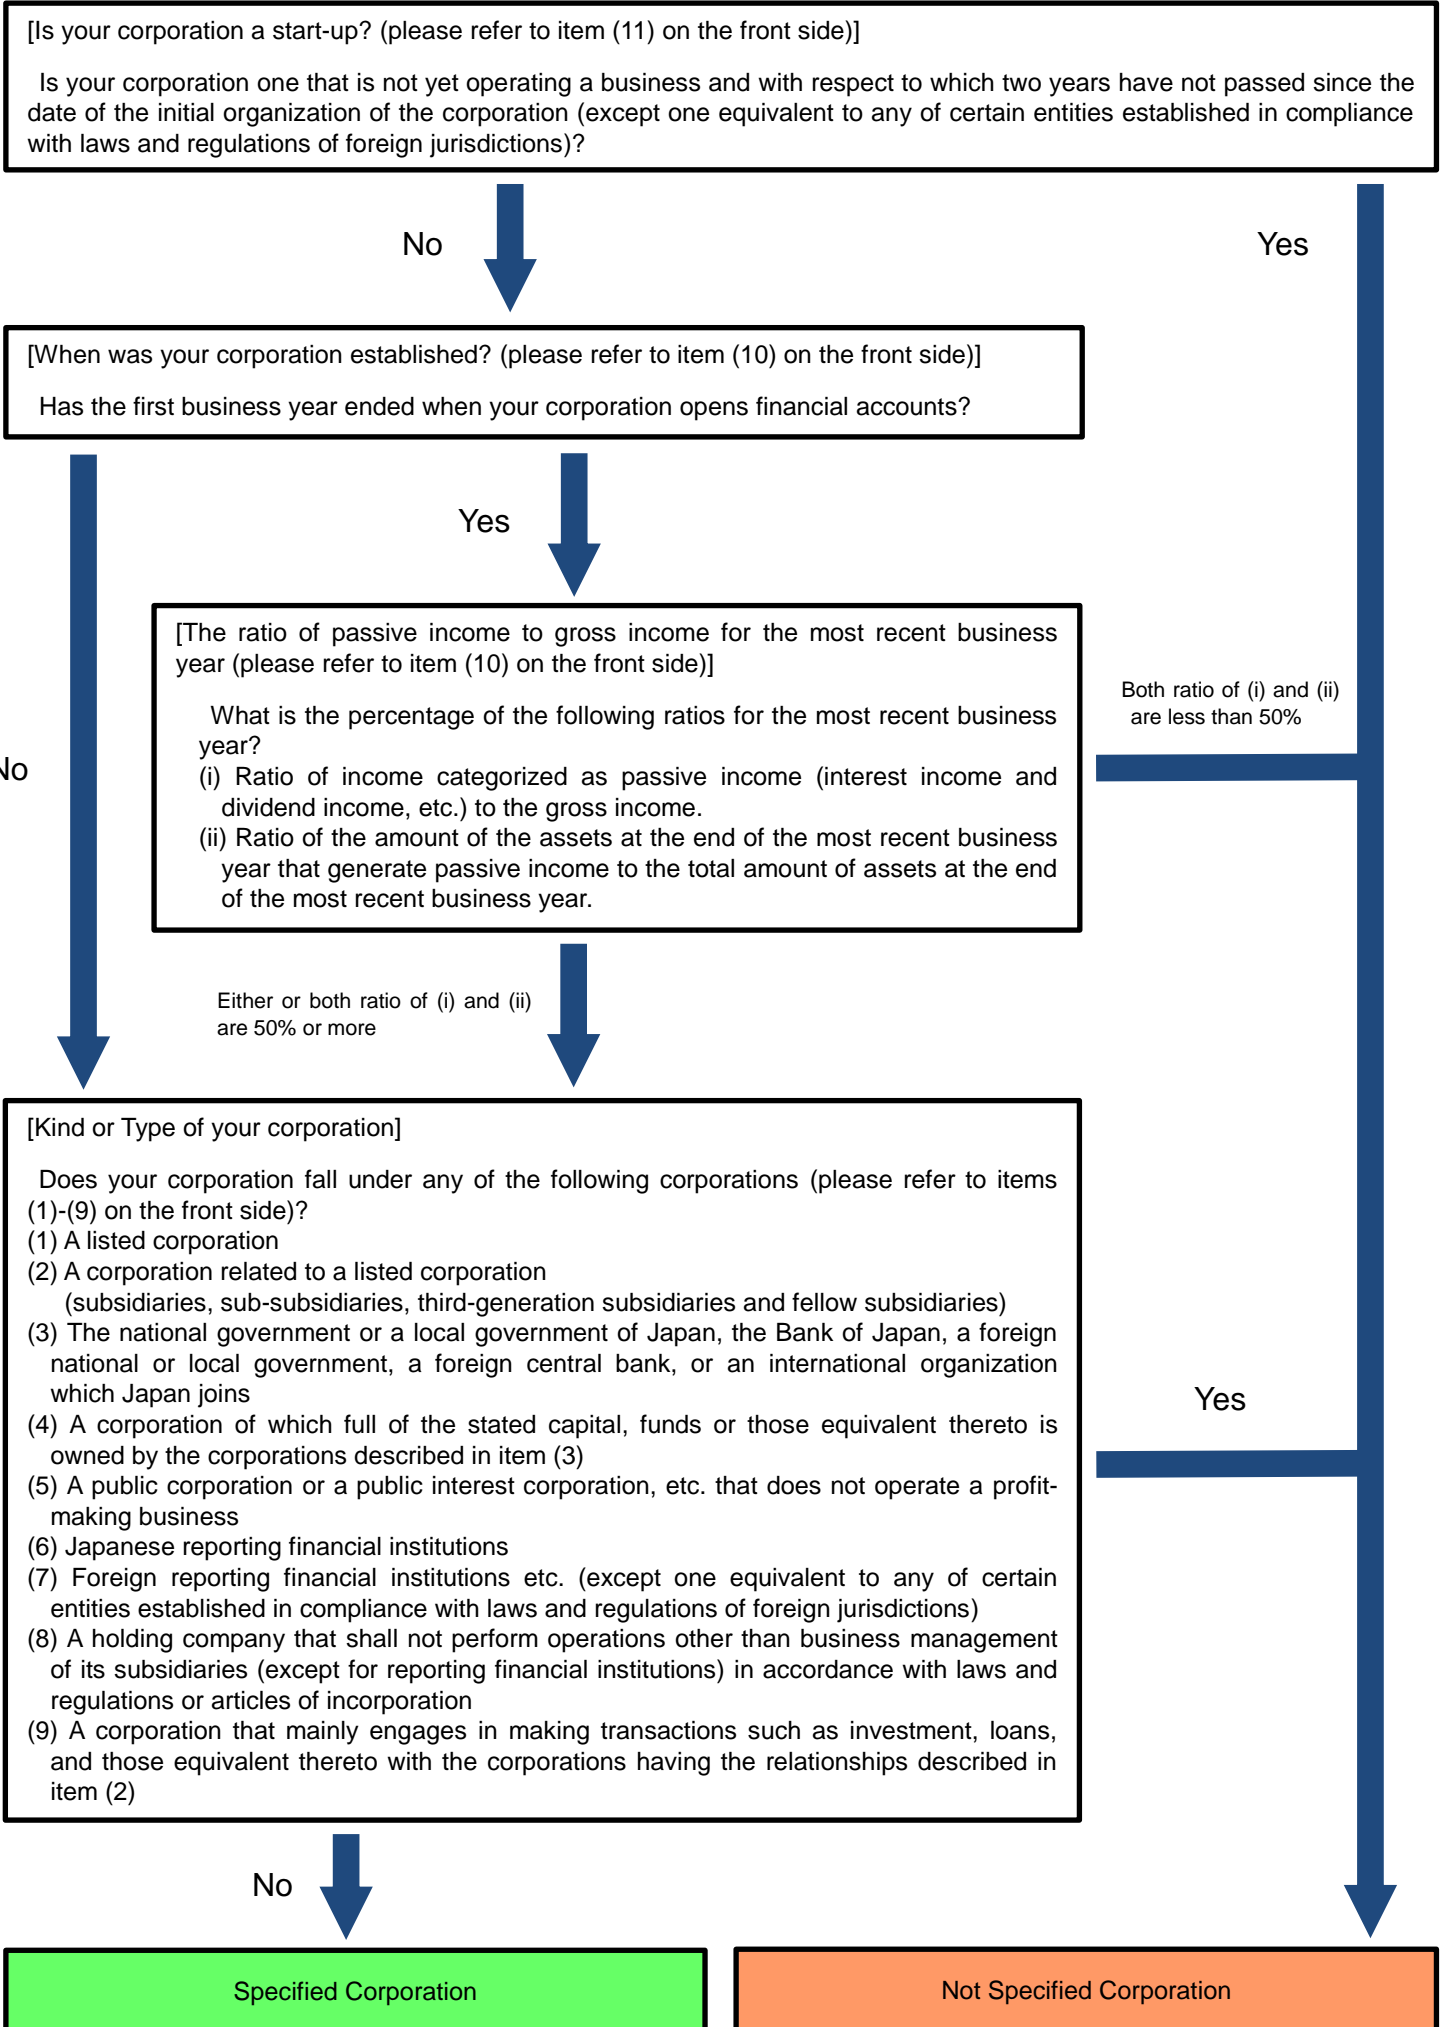 [Is your corporation a start-up? (please refer to item (11) on the front side)]
Is your corporation one that is not yet operating a business and with respect to which two years have not passed since the
date of the initial organization of the corporation (except one equivalent to any of certain entities established in compliance
with laws and regulations of foreign jurisdictions)?
No
Yes
[When was your corporation established? (please refer to item (10) on the front side)]
Has the first business year ended when your corporation opens financial accounts?
Yes
[The ratio of passive income to gross income for the most recent business
year (please refer to item (10) on the front side)]
What is the percentage of the following ratios for the most recent business
year?
(i) Ratio of income categorized as passive income (interest income and
dividend income, etc.) to the gross income.
(ii) Ratio of the amount of the assets at the end of the most recent business
year that generate passive income to the total amount of assets at the end
of the most recent business year.
Both ratio of (i) and (ii)
are less than 50%
No
Either or both ratio of (i) and (ii)
are 50% or more
[Kind or Type of your corporation]
Does your corporation fall under any of the following corporations (please refer to items
(1)-(9) on the front side)?
(1) A listed corporation
(2) A corporation related to a listed corporation
(subsidiaries, sub-subsidiaries, third-generation subsidiaries and fellow subsidiaries)
(3) The national government or a local government of Japan, the Bank of Japan, a foreign
national or local government, a foreign central bank, or an international organization
which Japan joins
(4) A corporation of which full of the stated capital, funds or those equivalent thereto is
owned by the corporations described in item (3)
(5) A public corporation or a public interest corporation, etc. that does not operate a profit-
making business
(6) Japanese reporting financial institutions
(7) Foreign reporting financial institutions etc. (except one equivalent to any of certain
entities established in compliance with laws and regulations of foreign jurisdictions)
(8) A holding company that shall not perform operations other than business management
of its subsidiaries (except for reporting financial institutions) in accordance with laws and
regulations or articles of incorporation
(9) A corporation that mainly engages in making transactions such as investment, loans,
and those equivalent thereto with the corporations having the relationships described in
item (2)
Yes
No
Specified Corporation
Not Specified Corporation